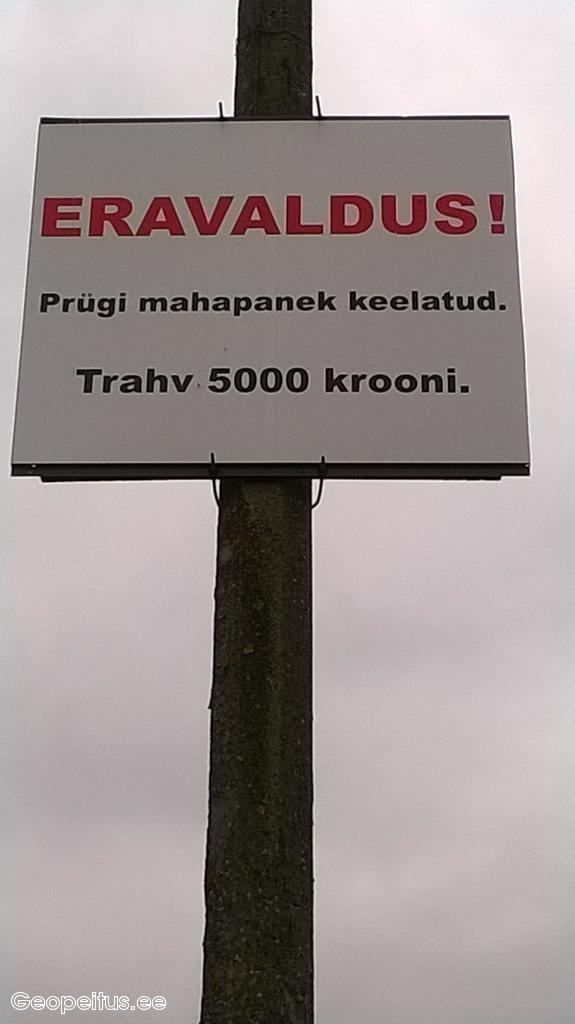 ERAVALDUS!
Prügi mahapanek keelatud.
Trahv 5000 krooni.
Geopeitus.ee